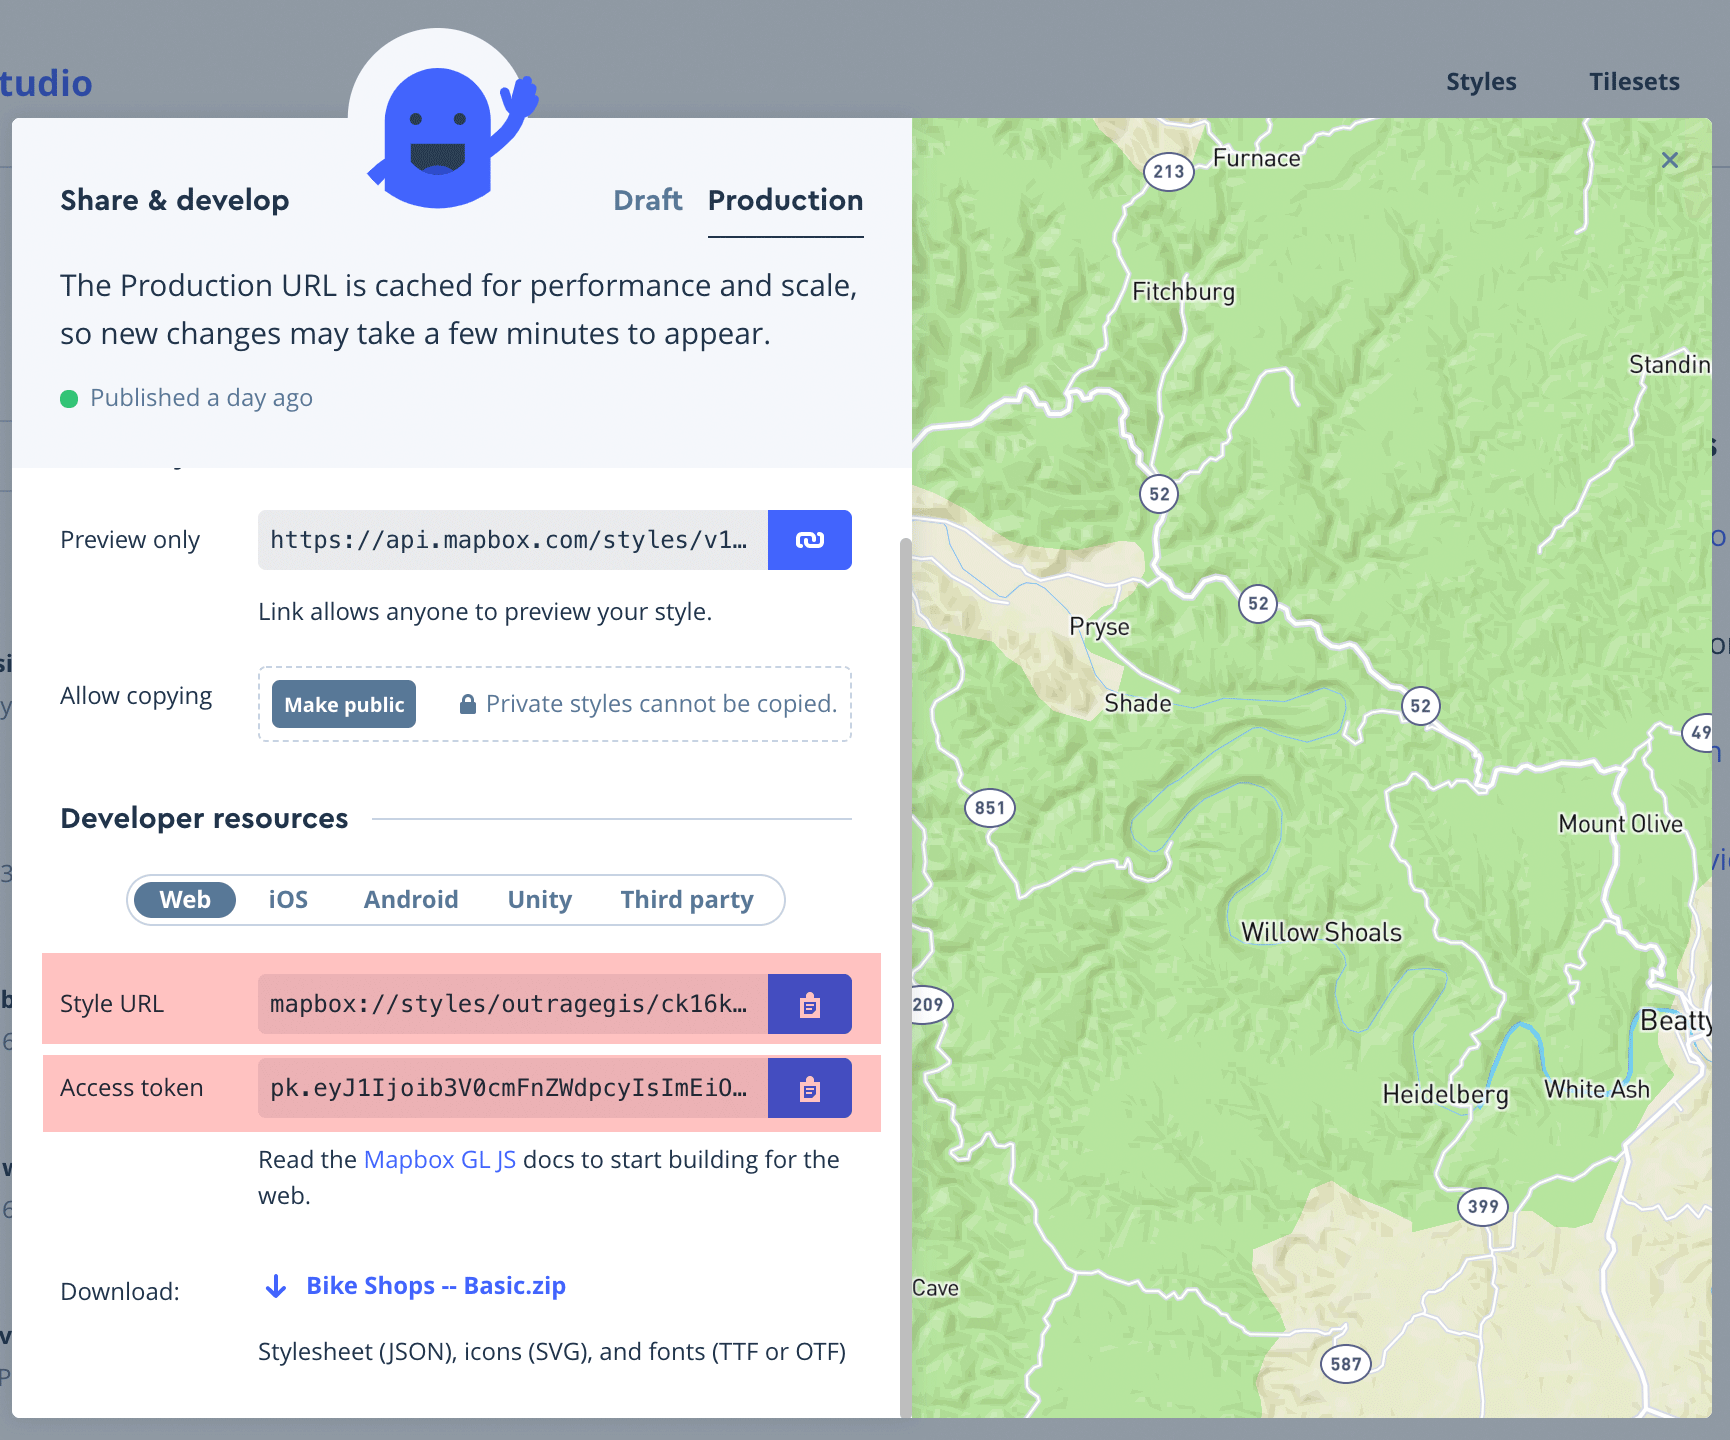 tudio
Styles
Tilesets
Share & develop
Draft
Production
The Production URL is cached for performance and scale,
so new changes may take a few minutes to appear.
Published a day ago
Preview only
https://api.mapbox.com/styles/v1…
Link allows anyone to preview your style.
Allow copying
Make public
Private styles cannot be copied.
Developer resources
Web
iOS
Android
Unity
Third party
Style URL
mapbox://styles/outragegis/ck16k…
Access token
pk.eyJ1Ijoib3V0cmFnZWdpcyIsImEiO…
Read the Mapbox GL JS docs to start building for the
web.
Download:
Bike Shops -- Basic.zip
Stylesheet (JSON), icons (SVG), and fonts (TTF or OTF)
213
Furnace
Fitchburg
Standin
52
52
Pryse
Shade
52
49
851
Mount Olive
Willow Shoals
209
Beatty
Heidelberg
White Ash
399
Cave
587